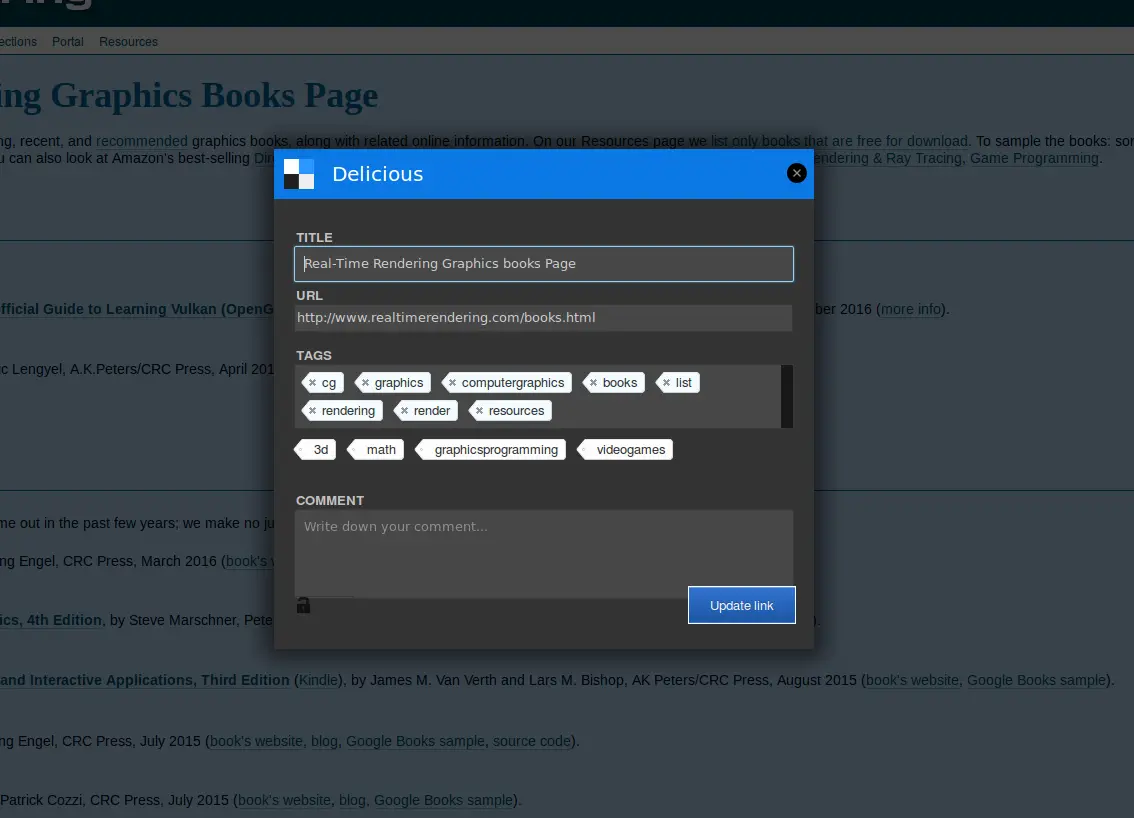 ections Portal Resources
ing Graphics Books Page
ng, recent, and recommended graphics books, along with related online information. On our Resources page we list only books that are free for download. To sample the books: som
u can also look at Amazon's best-selling
endering & Ray Tracing, Game Programming.
Delicious
TITLE
Real-Time Rendering Graphics books Page
URL
http://www.realtimerendering.com/books.html
fficial Guide to Learning Vulkan (OpenG
ber 2016 (more info).
TAGS
c Lengyel, A.K.Peters/CRC Press, April 201
× cg × graphics × computergraphics × books × list
× rendering × render × resources
3d math graphicsprogramming videogames
COMMENT
Write down your comment...
me out in the past few years; we make no ju
ng Engel, CRC Press, March 2016 (book's w
Update link
ics, 4th Edition, by Steve Marschner, Pete
).
and Interactive Applications, Third Edition (Kindle), by James M. Van Verth and Lars M. Bishop, AK Peters/CRC Press, August 2015 (book's website, Google Books sample).
ng Engel, CRC Press, July 2015 (book's website, blog, Google Books sample, source code).
Patrick Cozzi, CRC Press, July 2015 (book's website, blog, Google Books sample).